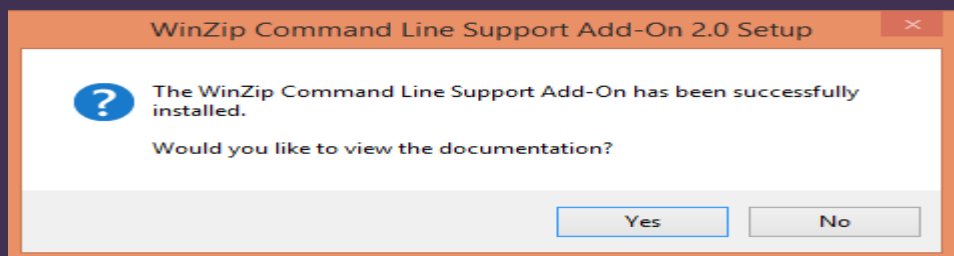 WinZip Command Line Support Add-On 2.0 Setup
The WinZip Command Line Support Add-On has been successfully
installed.
Would you like to view the documentation?
Yes
No